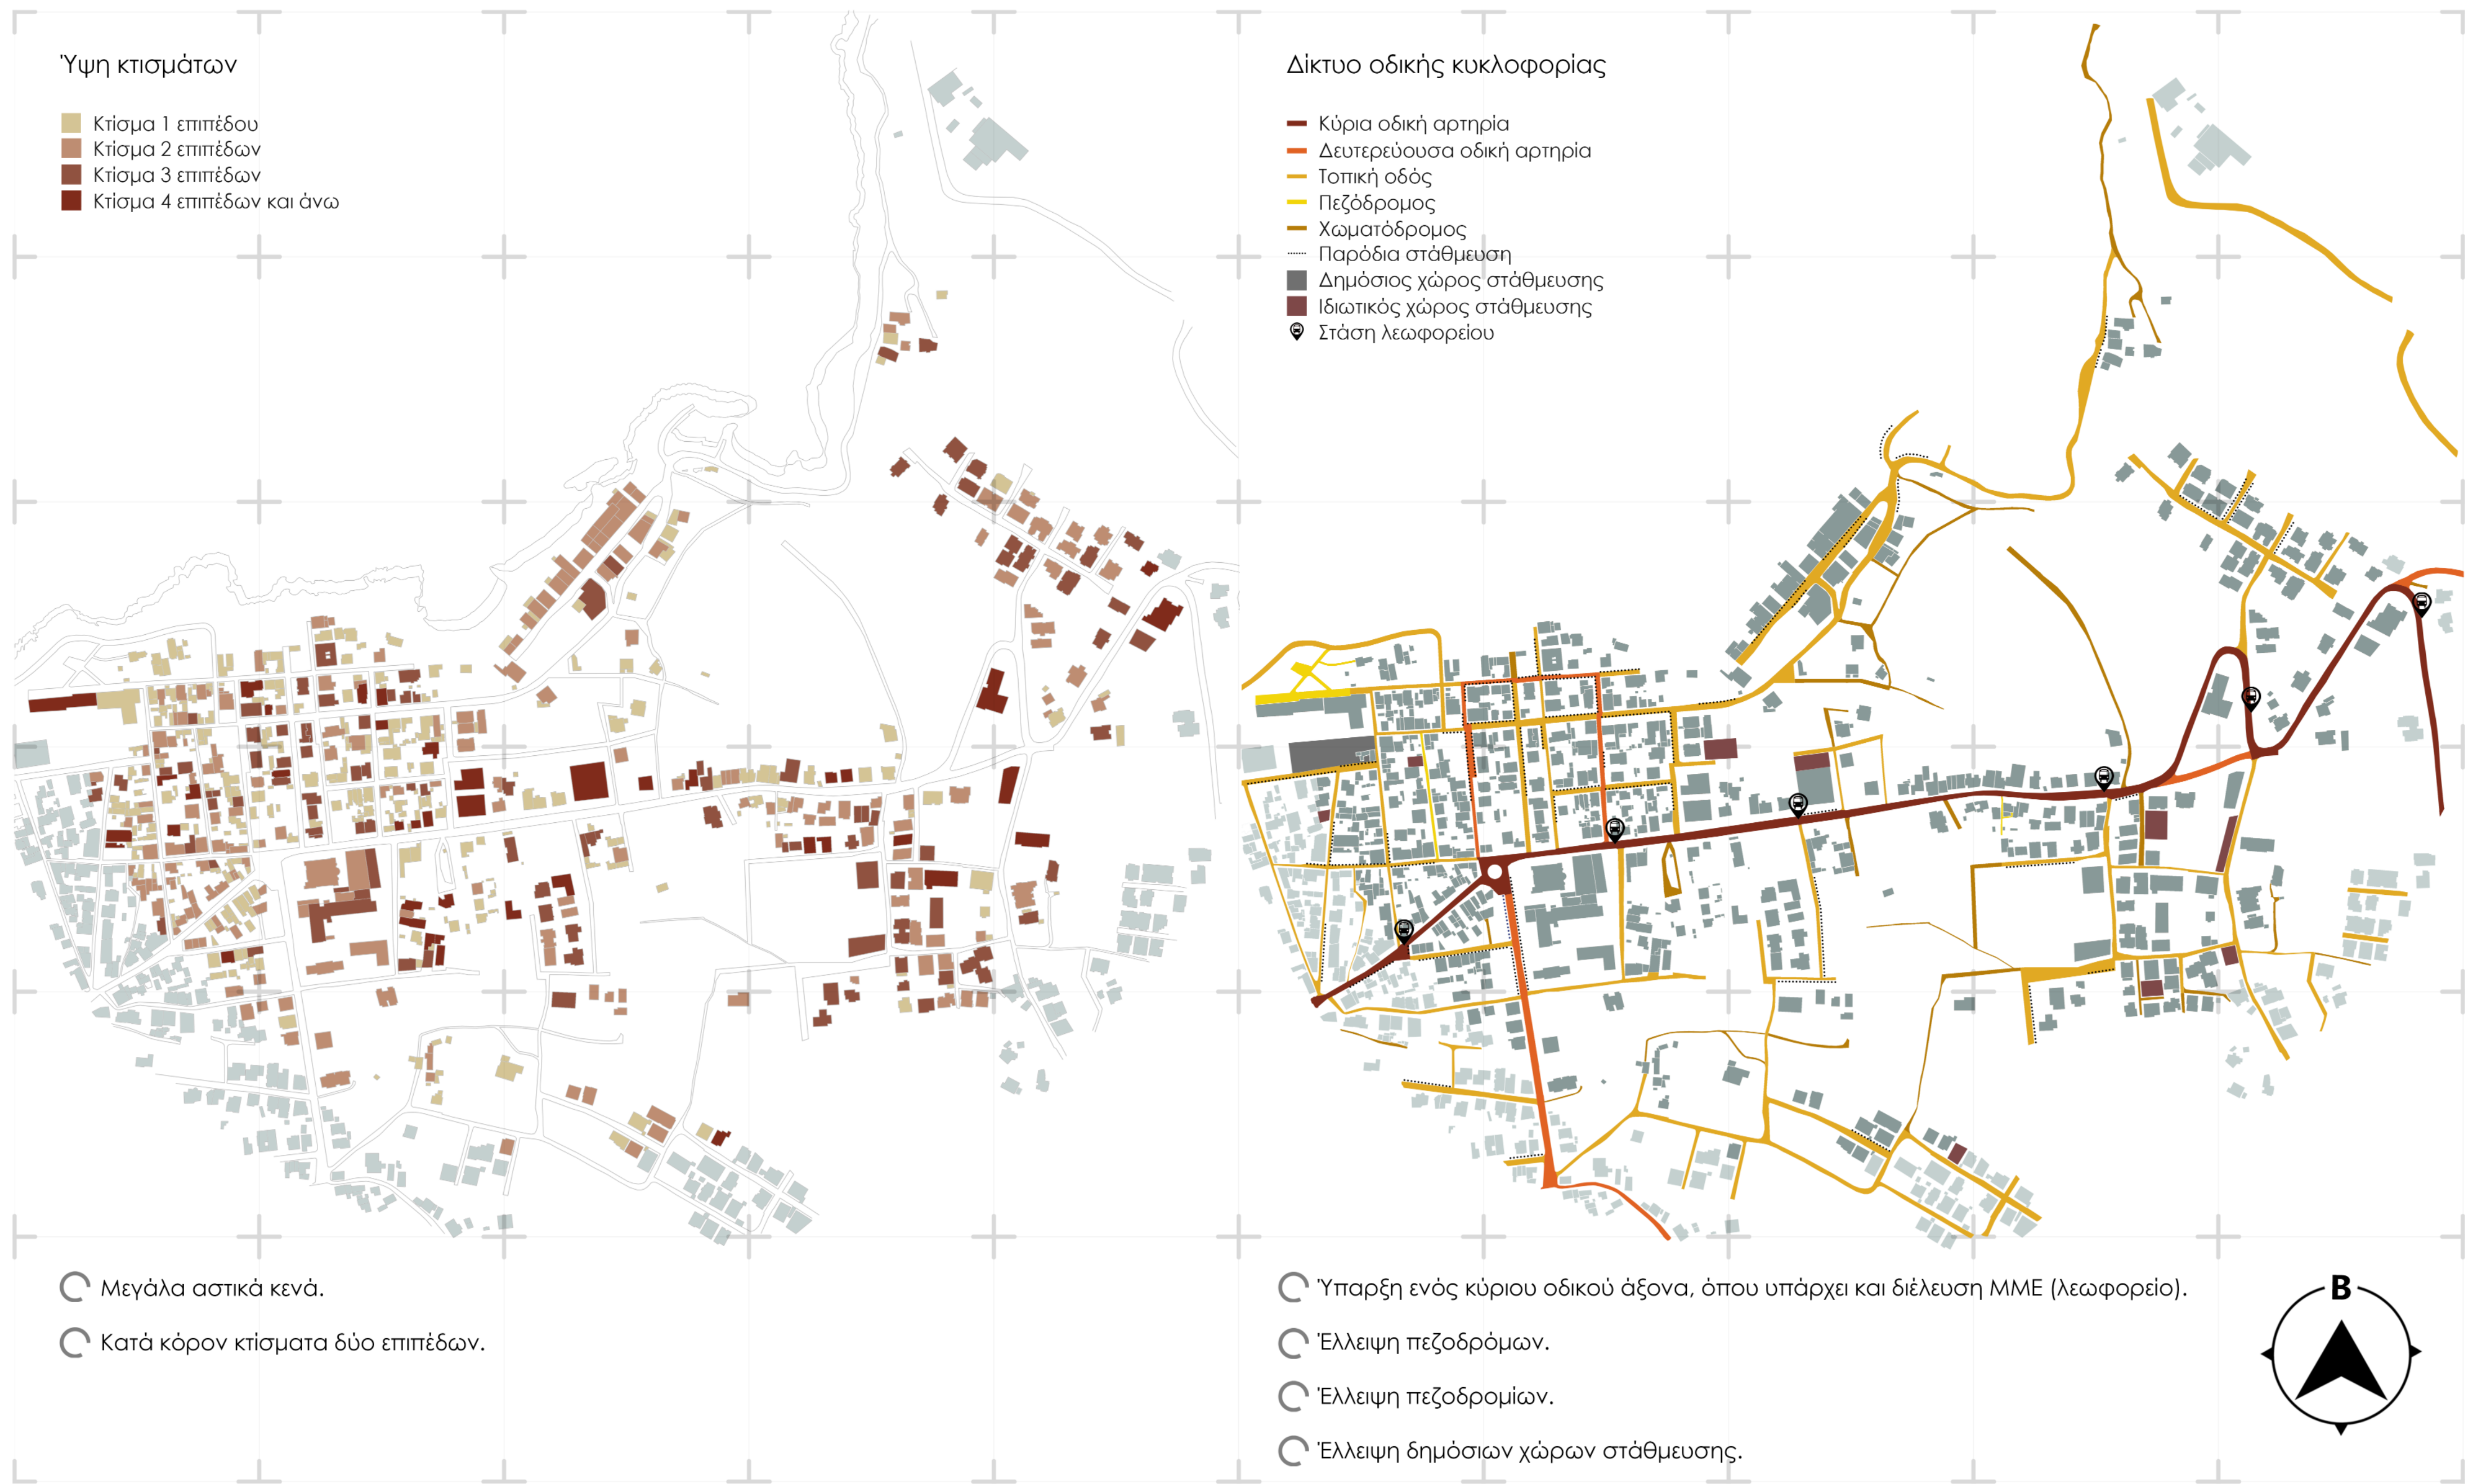 Ύψη κτισμάτων
Κτίσμα 1 επιπέδου
Κτίσμα 2 επιπέδων
Κτίσμα 3 επιπέδων
Κτίσμα 4 επιπέδων και άνω
Μεγάλα αστικά κενά.
Κατά κόρον κτίσματα δύο επιπέδων.
Δίκτυο οδικής κυκλοφορίας
Κύρια οδική αρτηρία
Δευτερεύουσα οδική αρτηρία
Τοπική οδός
Πεζόδρομος
Χωματόδρομος
Παρόδια στάθμευση
Δημόσιος χώρος στάθμευσης
Ιδιωτικός χώρος στάθμευσης
Στάση λεωφορείου
Ύπαρξη ενός κύριου οδικού άξονα, όπου υπάρχει και διέλευση ΜΜΕ (λεωφορείο).
Έλλειψη πεζοδρόμων.
Έλλειψη πεζοδρομίων.
Έλλειψη δημόσιων χώρων στάθμευσης.
Β